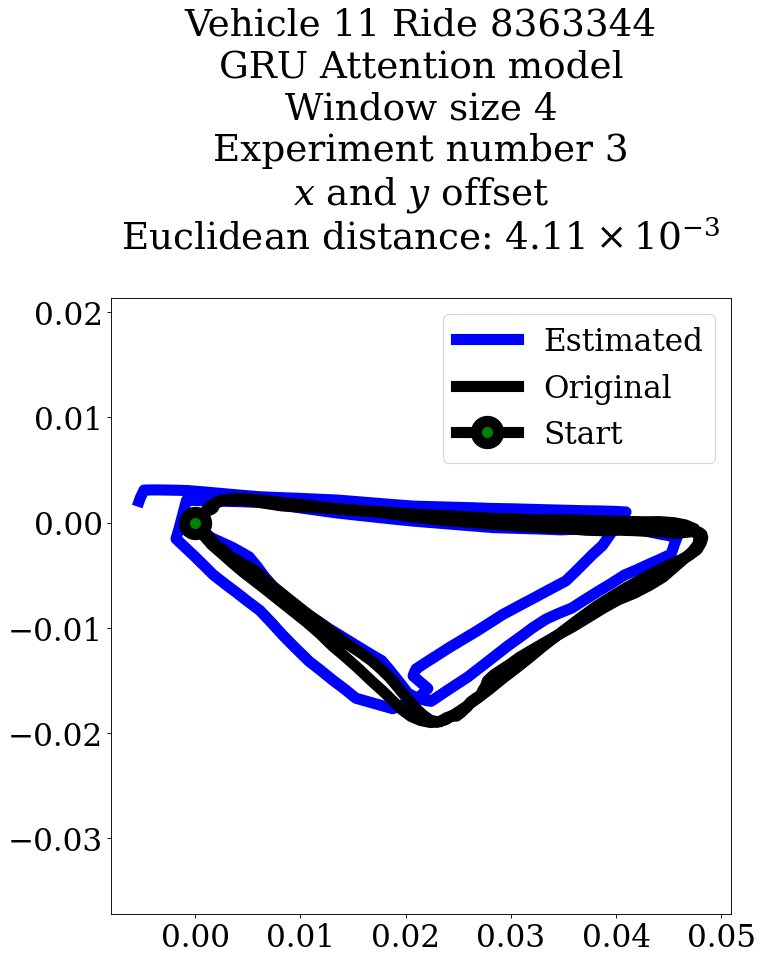 Vehicle 11 Ride 8363344
GRU Attention model
Window size 4
Experiment number 3
x and y offset
Euclidean distance: 4.11 × 10⁻³
Estimated
Original
Start
0.02
0.01
0.00
−0.01
−0.02
−0.03
0.00 0.01 0.02 0.03 0.04 0.05